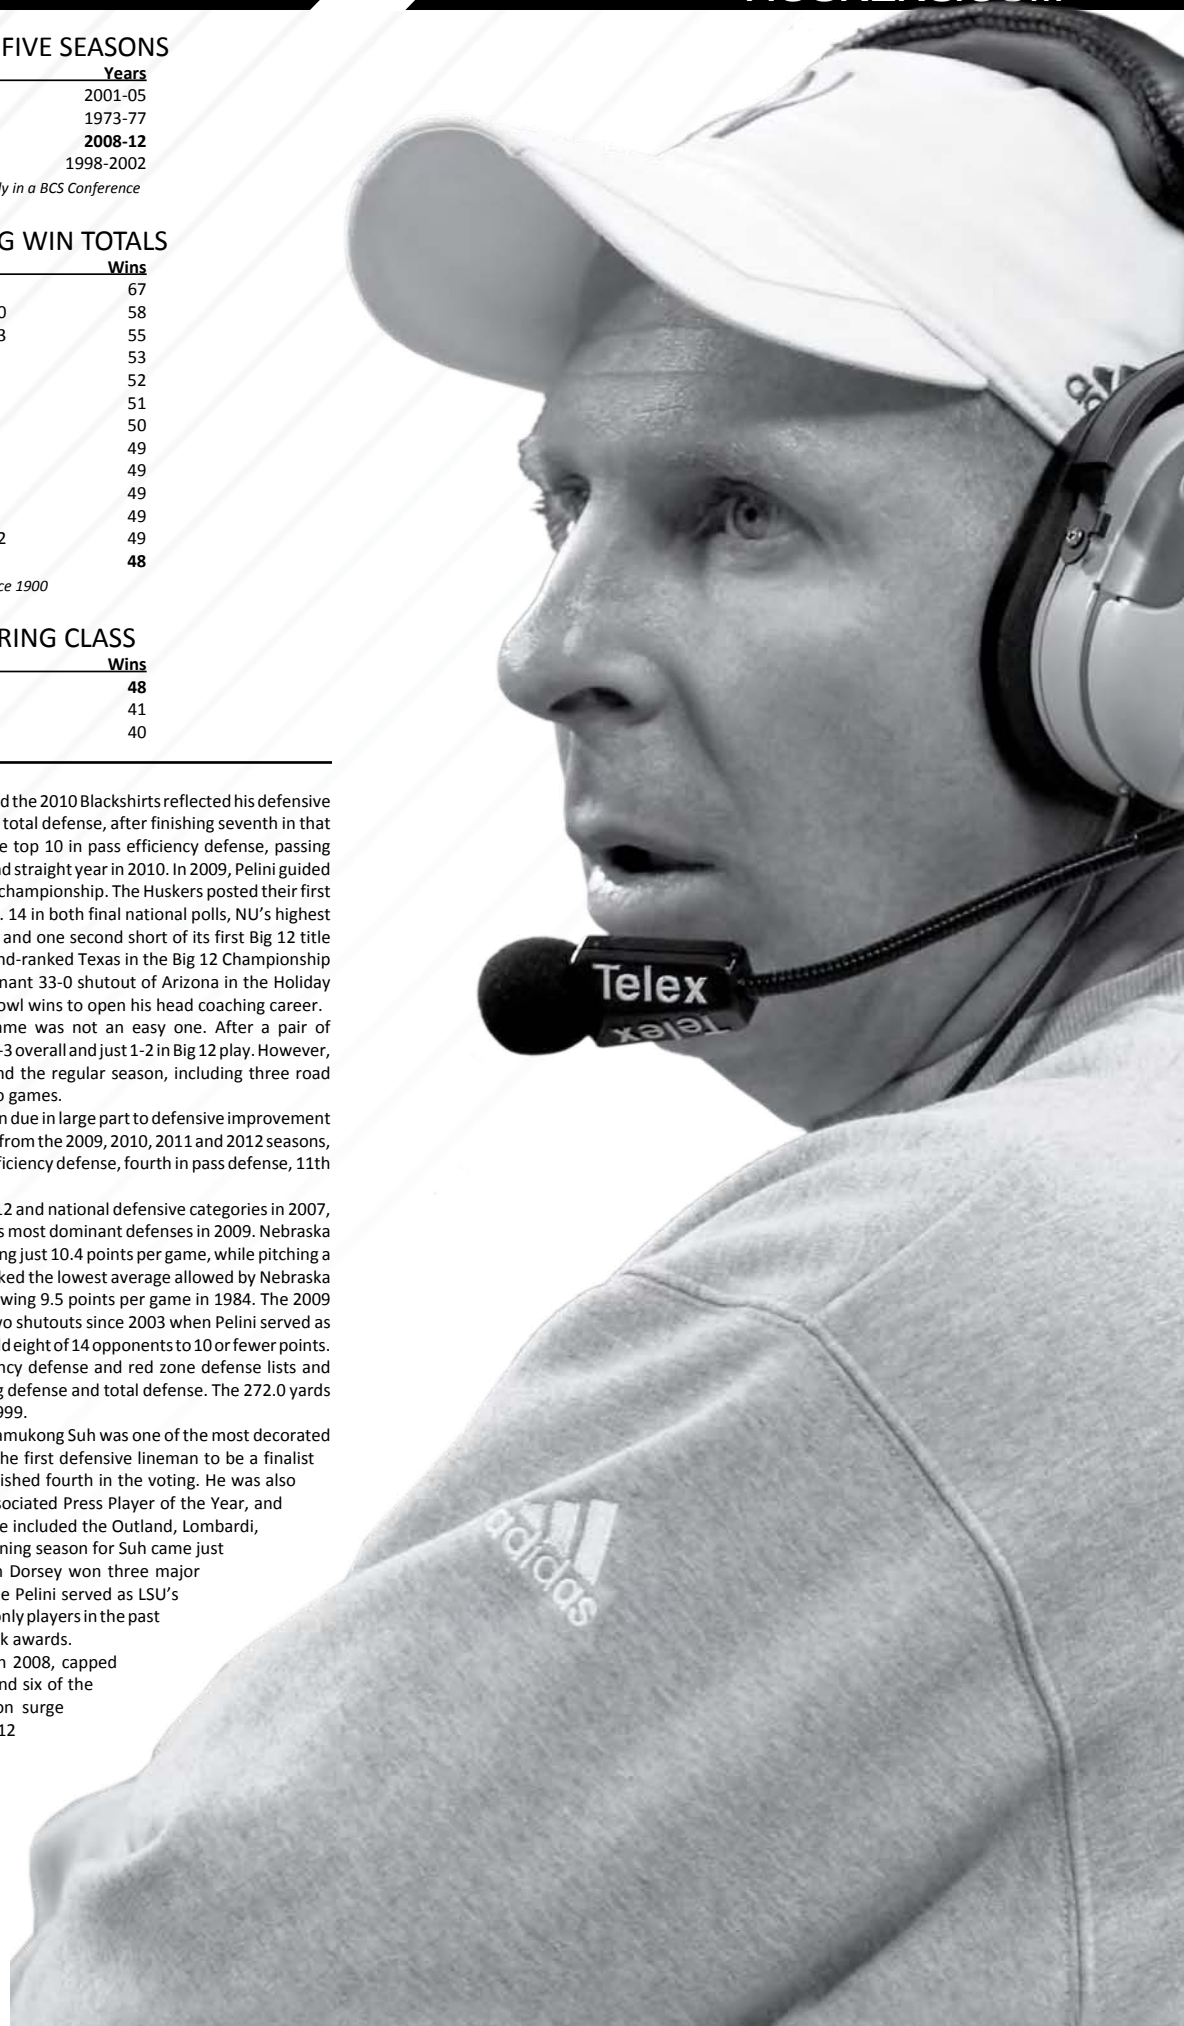 FIVE SEASONS
Years
2001-05
1973-77
2008-12
1998-2002
ly in a BCS Conference
G WIN TOTALS
Wins
67
0 58
3 55
53
52
51
50
49
49
49
49
2 49
48
ce 1900
RING CLASS
Wins
48
41
40
d the 2010 Blackshirts reflected his defensive
total defense, after finishing seventh in that
e top 10 in pass efficiency defense, passing
nd straight year in 2010. In 2009, Pelini guided
championship. The Huskers posted their first
. 14 in both final national polls, NU's highest
and one second short of its first Big 12 title
nd-ranked Texas in the Big 12 Championship
nant 33-0 shutout of Arizona in the Holiday
owl wins to open his head coaching career.
ame was not an easy one. After a pair of
-3 overall and just 1-2 in Big 12 play. However,
nd the regular season, including three road
o games.
n due in large part to defensive improvement
from the 2009, 2010, 2011 and 2012 seasons,
ficiency defense, fourth in pass defense, 11th
12 and national defensive categories in 2007,
s most dominant defenses in 2009. Nebraska
ng just 10.4 points per game, while pitching a
ked the lowest average allowed by Nebraska
wing 9.5 points per game in 1984. The 2009
wo shutouts since 2003 when Pelini served as
ld eight of 14 opponents to 10 or fewer points.
ncy defense and red zone defense lists and
g defense and total defense. The 272.0 yards
999.
amukong Suh was one of the most decorated
he first defensive lineman to be a finalist
ished fourth in the voting. He was also
sociated Press Player of the Year, and
e included the Outland, Lombardi,
ning season for Suh came just
n Dorsey won three major
e Pelini served as LSU's
only players in the past
k awards.
n 2008, capped
nd six of the
on surge
12
Telex
Telex
adidas